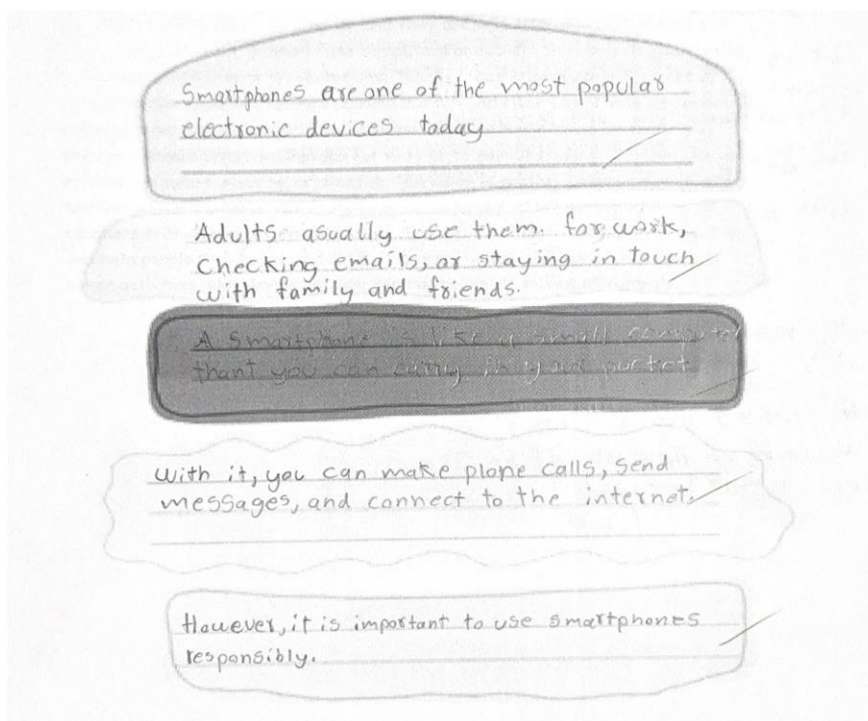 Smartphones are one of the most popular
electronic devices today
Adults asually use them. for work,
Checking emails, or staying in touch
with family and friends.
A smartphone is like a small computer
thant you can carry in your pocket
With it, you can make plone calls, send
messages, and connect to the internet.
However, it is important to use smartphones
responsibly.